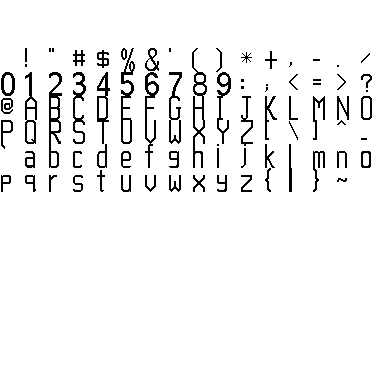 ! " # $ % & ' ( ) * + , - . /
0 1 2 3 4 5 6 7 8 9 : ; < = > ?
@ A B C D E F G H I J K L M N O
P Q R S T U V W X Y Z [ \ ] ^ _
` a b c d e f g h i j k l m n o
p q r s t u v w x y z { | } ~